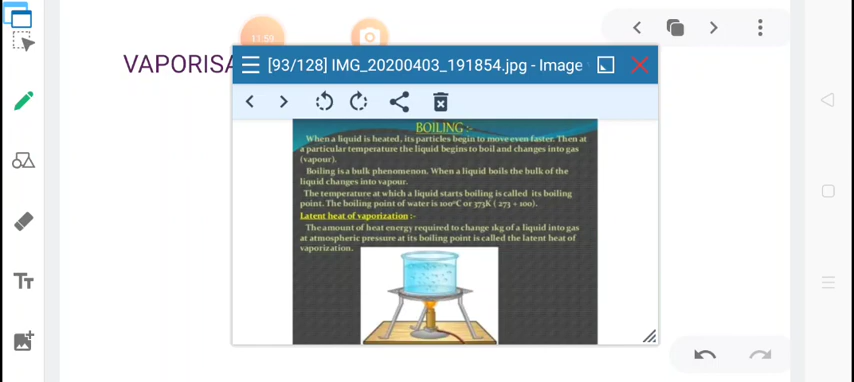 11:59
VAPORISA
[93/128] IMG_20200403_191854.jpg - Image
BOILING :-
When a liquid is heated, its particles begin to move even faster. Then at
a particular temperature the liquid begins to boil and changes into gas
(vapour).
Boiling is a bulk phenomenon. When a liquid boils the bulk of the
liquid changes into vapour.
The temperature at which a liquid starts boiling is called its boiling
point. The boiling point of water is 100ºC or 373K ( 273 + 100).
Latent heat of vaporization :-
The amount of heat energy required to change 1kg of a liquid into gas
at atmospheric pressure at its boiling point is called the latent heat of
vaporization.
Tт